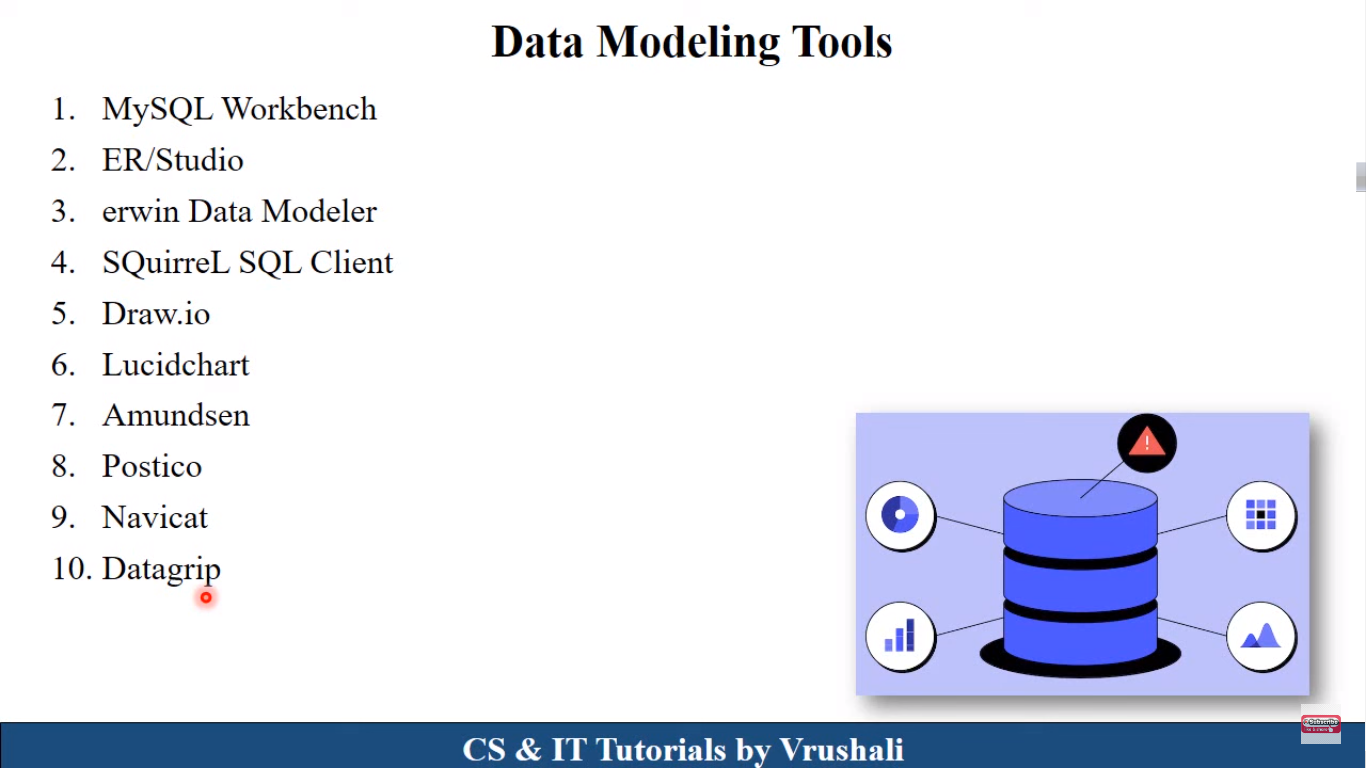 Data Modeling Tools
1. MySQL Workbench
2. ER/Studio
3. erwin Data Modeler
4. SQuirreL SQL Client
5. Draw.io
6. Lucidchart
7. Amundsen
8. Postico
9. Navicat
10. Datagrip
Subscribe
CS & IT Tutorials by Vrushali